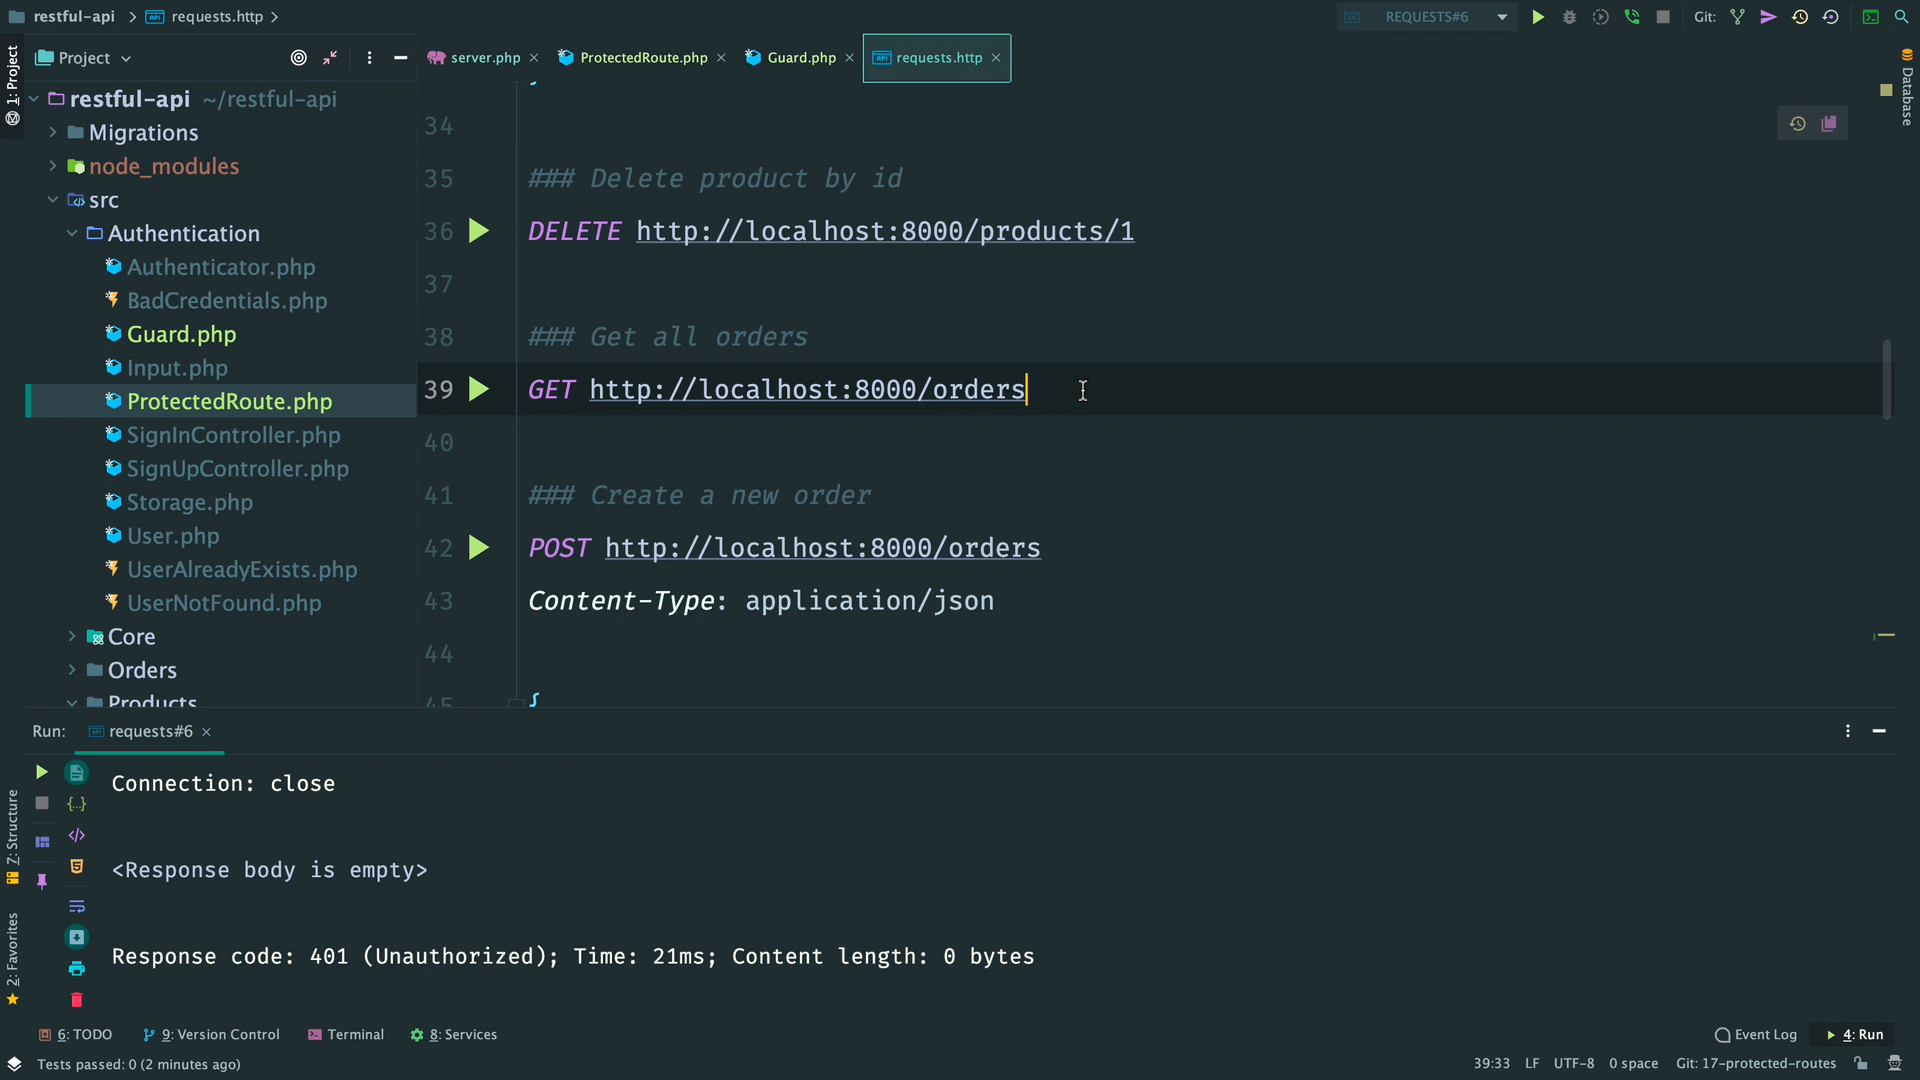 restful-api
requests.http
REQUESTS#6
Git:
Project
server.php
ProtectedRoute.php
Guard.php
requests.http
1: Project
Database
restful-api ~/restful-api
Migrations
node_modules
src
Authentication
Authenticator.php
BadCredentials.php
Guard.php
Input.php
ProtectedRoute.php
SignInController.php
SignUpController.php
Storage.php
User.php
UserAlreadyExists.php
UserNotFound.php
Core
Orders
Products
34
35 ### Delete product by id
36 DELETE http://localhost:8000/products/1
37
38 ### Get all orders
39 GET http://localhost:8000/orders
40
41 ### Create a new order
42 POST http://localhost:8000/orders
43 Content-Type: application/json
44
45 {
Run:
requests#6
Connection: close
<Response body is empty>
Response code: 401 (Unauthorized); Time: 21ms; Content length: 0 bytes
Z: Structure
2: Favorites
6: TODO
9: Version Control
Terminal
8: Services
Event Log
4: Run
Tests passed: 0 (2 minutes ago)
39:33 LF UTF-8 0 space Git: 17-protected-routes